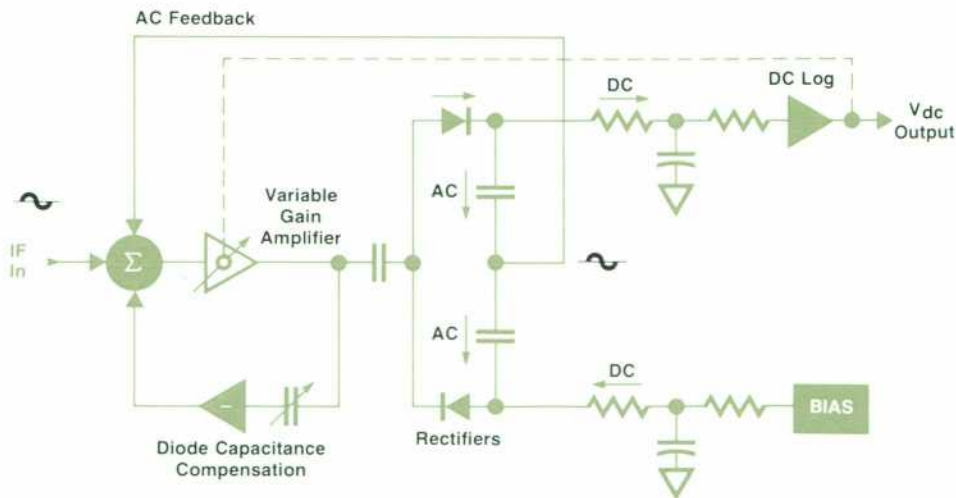 AC Feedback
DC
DC Log
Vdc
Output
AC
Variable
Gain
Amplifier
IF
In
Σ
AC
DC
BIAS
–
Rectifiers
Diode Capacitance
Compensation